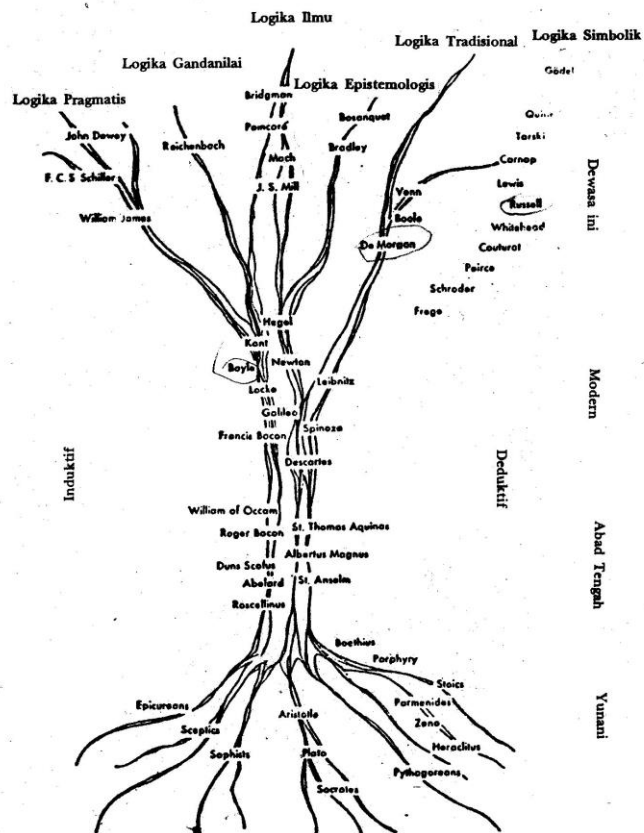 Logika Ilmu
Logika Tradisional
Logika Simbolik
Logika Gandanilai
Gödel
Logika Epistemologis
Bridgman
Logika Pragmatis
Bosanquet
Quine
Poincaré
John Dewey
Tarski
Reichenbach
Bradley
Mach
Carnap
F. C. S Schiller
J. S. Mill
Lewis
Venn
Russell
William James
Boole
Whitehead
De Morgan
Couturat
Peirce
Schroder
Frege
Dewasa ini
Hegel
Kant
Newton
Boyle
Leibnitz
Locke
Galileo
Spinoza
Francis Bacon
Descartes
Modern
Induktif
Deduktif
William of Occam
St. Thomas Aquinas
Roger Bacon
Albertus Magnus
Duns Scotus
St. Anselm
Abelard
Roscellinus
Abad Tengah
Boethius
Porphyry
Stoics
Epicureans
Parmenides
Aristotle
Zeno
Sceptics
Heraclitus
Sophists
Plato
Pythagoreans
Socrates
Yunani